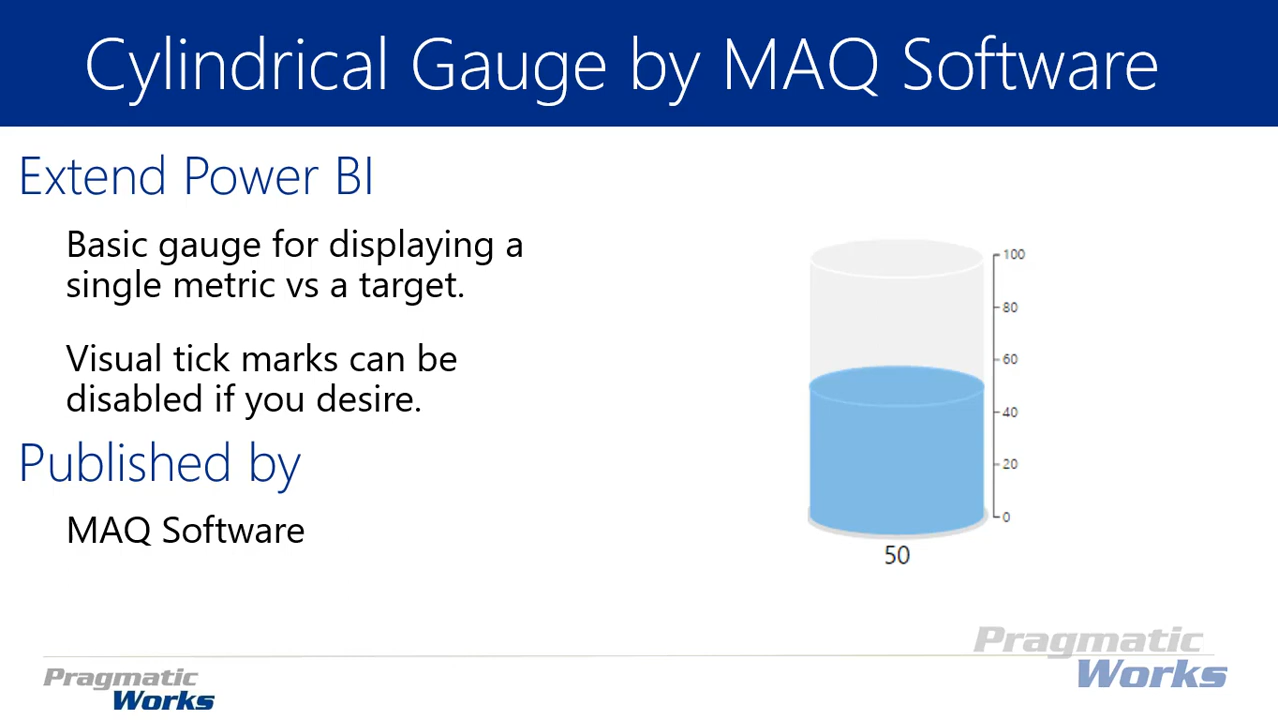 Cylindrical Gauge by MAQ Software
Extend Power BI
Basic gauge for displaying a
single metric vs a target.
Visual tick marks can be
disabled if you desire.
Published by
MAQ Software
100
80
60
40
20
0
50
Pragmatic
Works
Pragmatic
Works